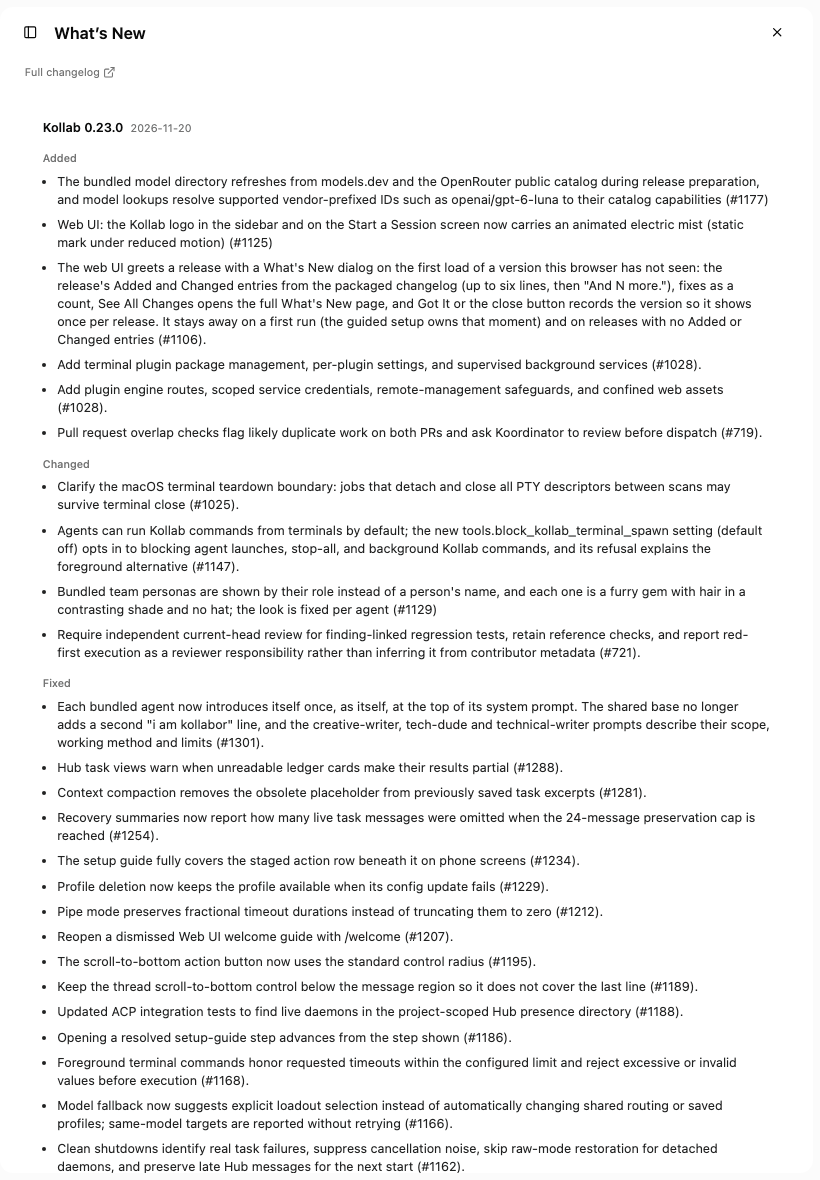 What's New
Full changelog
Kollab 0.23.0 2026-11-20
Added
• The bundled model directory refreshes from models.dev and the OpenRouter public catalog during release preparation,
and model lookups resolve supported vendor-prefixed IDs such as openai/gpt-6-luna to their catalog capabilities (#1177)
• Web UI: the Kollab logo in the sidebar and on the Start a Session screen now carries an animated electric mist (static
mark under reduced motion) (#1125)
• The web UI greets a release with a What's New dialog on the first load of a version this browser has not seen: the
release's Added and Changed entries from the packaged changelog (up to six lines, then "And N more."), fixes as a
count, See All Changes opens the full What's New page, and Got It or the close button records the version so it shows
once per release. It stays away on a first run (the guided setup owns that moment) and on releases with no Added or
Changed entries (#1106).
• Add terminal plugin package management, per-plugin settings, and supervised background services (#1028).
• Add plugin engine routes, scoped service credentials, remote-management safeguards, and confined web assets
(#1028).
• Pull request overlap checks flag likely duplicate work on both PRs and ask Koordinator to review before dispatch (#719).
Changed
• Clarify the macOS terminal teardown boundary: jobs that detach and close all PTY descriptors between scans may
survive terminal close (#1025).
• Agents can run Kollab commands from terminals by default; the new tools.block_kollab_terminal_spawn setting (default
off) opts in to blocking agent launches, stop-all, and background Kollab commands, and its refusal explains the
foreground alternative (#1147).
• Bundled team personas are shown by their role instead of a person's name, and each one is a furry gem with hair in a
contrasting shade and no hat; the look is fixed per agent (#1129)
• Require independent current-head review for finding-linked regression tests, retain reference checks, and report red-
first execution as a reviewer responsibility rather than inferring it from contributor metadata (#721).
Fixed
• Each bundled agent now introduces itself once, as itself, at the top of its system prompt. The shared base no longer
adds a second "i am kollabor" line, and the creative-writer, tech-dude and technical-writer prompts describe their scope,
working method and limits (#1301).
• Hub task views warn when unreadable ledger cards make their results partial (#1288).
• Context compaction removes the obsolete placeholder from previously saved task excerpts (#1281).
• Recovery summaries now report how many live task messages were omitted when the 24-message preservation cap is
reached (#1254).
• The setup guide fully covers the staged action row beneath it on phone screens (#1234).
• Profile deletion now keeps the profile available when its config update fails (#1229).
• Pipe mode preserves fractional timeout durations instead of truncating them to zero (#1212).
• Reopen a dismissed Web UI welcome guide with /welcome (#1207).
• The scroll-to-bottom action button now uses the standard control radius (#1195).
• Keep the thread scroll-to-bottom control below the message region so it does not cover the last line (#1189).
• Updated ACP integration tests to find live daemons in the project-scoped Hub presence directory (#1188).
• Opening a resolved setup-guide step advances from the step shown (#1186).
• Foreground terminal commands honor requested timeouts within the configured limit and reject excessive or invalid
values before execution (#1168).
• Model fallback now suggests explicit loadout selection instead of automatically changing shared routing or saved
profiles; same-model targets are reported without retrying (#1166).
• Clean shutdowns identify real task failures, suppress cancellation noise, skip raw-mode restoration for detached
daemons, and preserve late Hub messages for the next start (#1162).